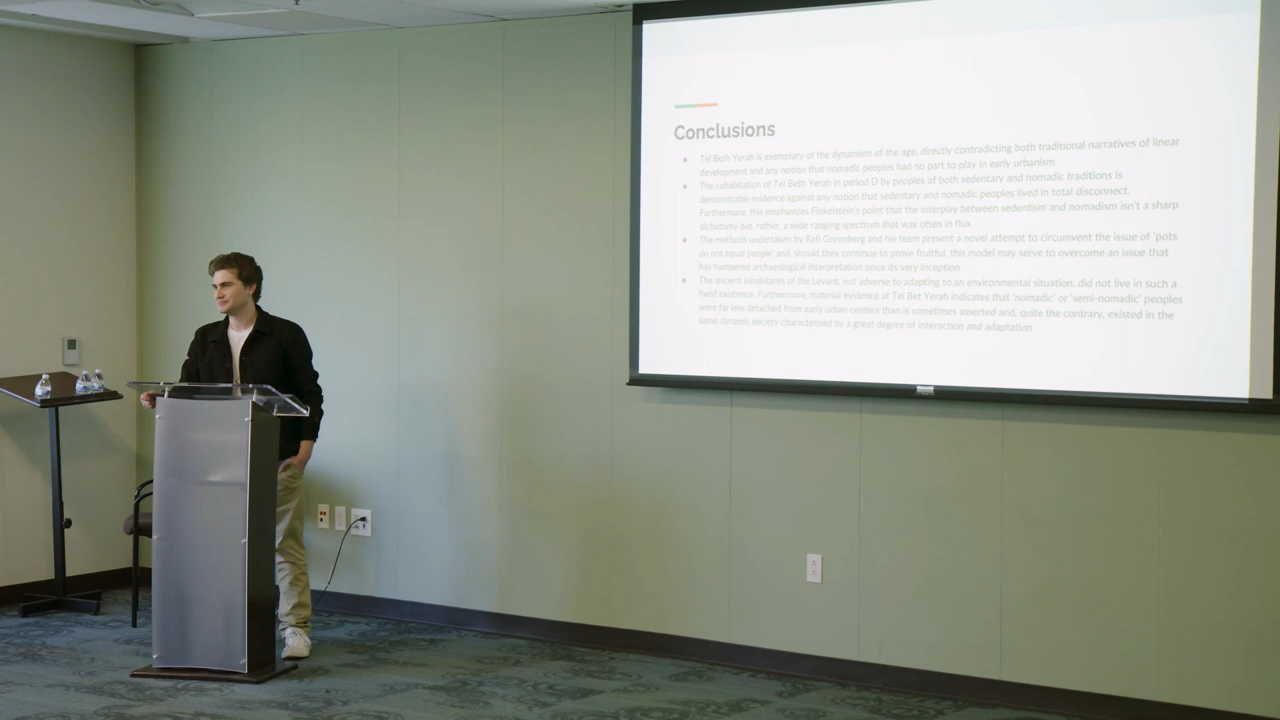 Conclusions
● Tel Beth Yerah is exemplary of the dynamism of the age, directly contradicting both traditional narratives of linear
development and any notion that nomadic peoples had no part to play in early urbanism
● The cohabitation of Tel Beth Yerah in period D by peoples of both sedentary and nomadic traditions is
demonstrable evidence against any notion that sedentary and nomadic peoples lived in total disconnect.
Furthermore, this emphasizes Finkelstein's point that the interplay between sedentism and nomadism isn't a sharp
dichotomy but, rather, a wide ranging spectrum that was often in flux
● The methods undertaken by Rafi Greenberg and his team present a novel attempt to circumvent the issue of 'pots
do not equal people' and, should they continue to prove fruitful, this model may serve to overcome an issue that
has hampered archaeological interpretation since its very inception
● The ancient inhabitants of the Levant, not adverse to adapting to an environmental situation, did not live in such a
fixed existence. Furthermore, material evidence at Tel Bet Yerah indicates that 'nomadic' or 'semi-nomadic' peoples
were far less detached from early urban centers than is sometimes asserted and, quite the contrary, existed in the
same dynamic society characterized by a great degree of interaction and adaptation